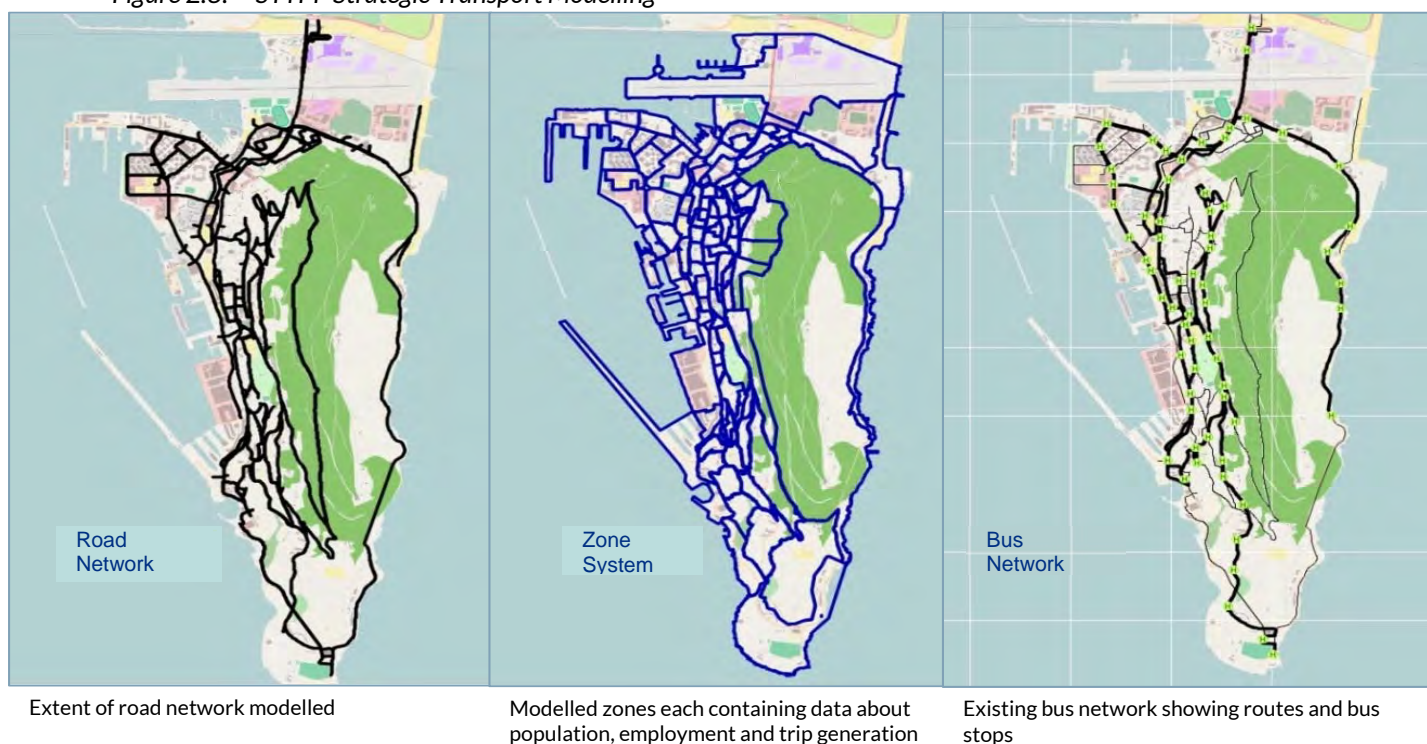 Figure 2.8. STTPP Strategic Transport Modelling
Road
Network
Zone
System
Bus
Network
Extent of road network modelled
Modelled zones each containing data about
population, employment and trip generation
Existing bus network showing routes and bus
stops